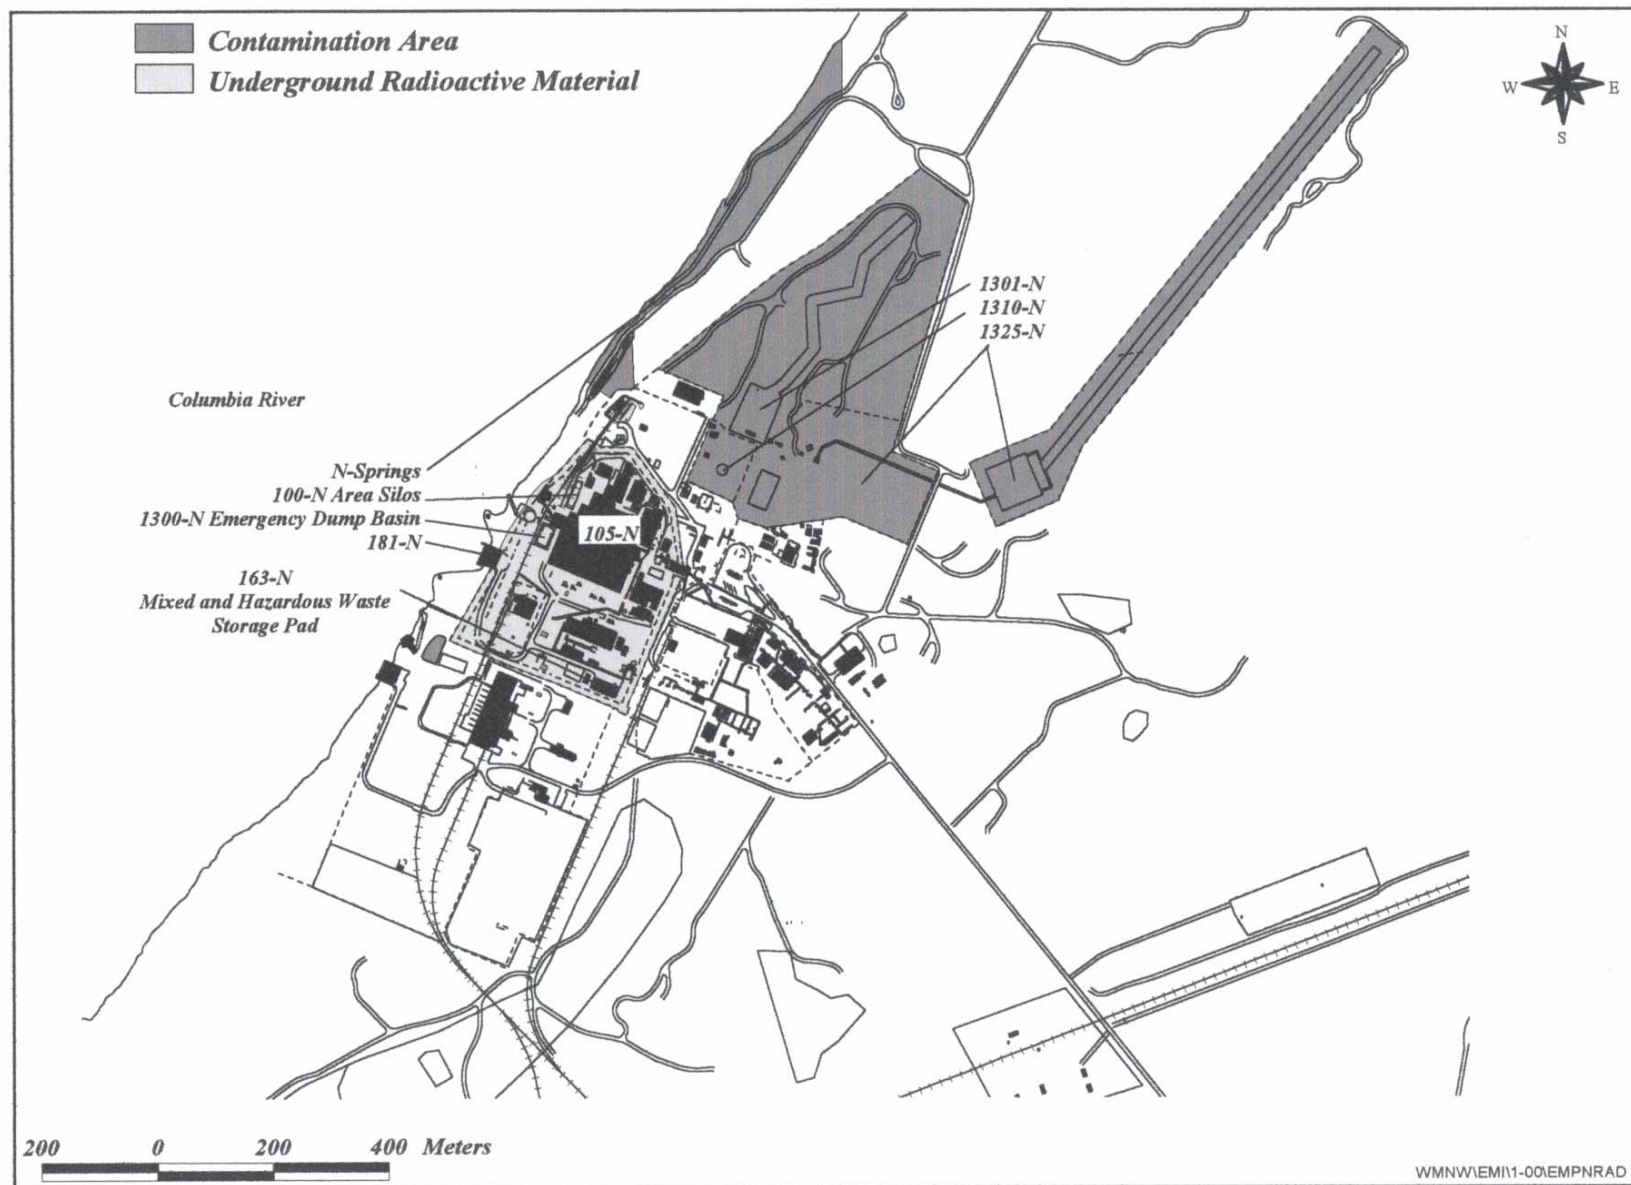 Contamination Area
Underground Radioactive Material
N
W E
S
1301-N
1310-N
1325-N
Columbia River
N-Springs
100-N Area Silos
1300-N Emergency Dump Basin
181-N
105-N
163-N
Mixed and Hazardous Waste
Storage Pad
200 0 200 400 Meters
WMNW\EMI\1-00\EMPNRAD